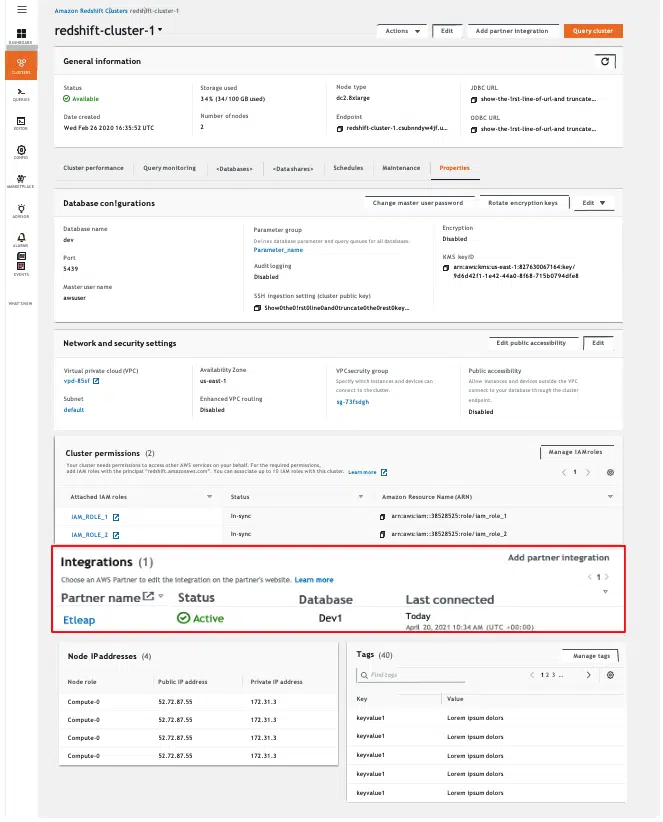 Amazon Redshift Clusters redshift-cluster-1
redshift-cluster-1
Actions Edit Add partner integration Query cluster
DASHBOARD
CLUSTERS
QUERIES
EDITOR
CONFIG
MARKETPLACE
ADVISOR
ALARMS
EVENTS
WHAT'S NEW
General information
Status
Available
Date created
Wed Feb 26 2020 16:35:52 UTC
Storage used
34% (34/100 GB used)
Number of nodes
2
Node type
dc2.8xlarge
Endpoint
redshift-cluster-1.csubnndyw4jf.u...
JDBC URL
show-the-1rst-line-of-url-and truncate...
ODBC URL
show-the-1rst-line-of-url-and truncate...
Cluster performance Query monitoring <Databases> <Data shares> Schedules Maintenance Properties
Database configurations
Change master user password Rotate encryption keys Edit
Database name
dev
Port
5439
Master user name
awsuser
Parameter group
Defines database parameter and query queues for all databases.
Parameter_name
Audit logging
Disabled
SSH ingestion setting (cluster public key)
Show0the0!rst0line0and0truncate0the0rest0key...
Encryption
Disabled
KMS key ID
arn:aws:kms:us-east-1:827630067164:key/
9d6d42f1-1e42-44a0-8f68-715b0794dfe8
Network and security settings
Edit public accessibility Edit
Virtual private cloud (VPC)
vpd-85sf
Subnet
default
Availability Zone
us-east-1
Enhanced VPC routing
Disabled
VPC secruity group
Specify which instances and devices can
connect to the cluster.
sg-73fsdgh
Public accessibility
Allow instances and devices outside the VPC
connect to your database through the cluster
endpoint.
Disabled
Cluster permissions (2)
Manage IAM roles
Your cluster needs permissions to access other AWS services on your behalf. For the required permissions,
add IAM roles with the principal "redshift.amazonaws.com". You can associate up to 10 IAM roles with this cluster. Learn more
1
Attached IAM roles Status Amazon Resource Name (ARN)
IAM_ROLE_1 In-sync arn:aws:iam::38528525:role/iam_role_1
IAM_ROLE_2 In-sync arn:aws:iam::38528525:role/iam_role_2
Integrations (1)
Add partner integration
Choose an AWS Partner to edit the integration on the partner's website. Learn more
1
Partner name Status Database Last connected
Etleap Active Dev1 Today
April 20, 2021 10:34 AM (UTC +00:00)
Node IP addresses (4)
Node role Public IP address Private IP address
Compute-0 52.72.87.55 172.31.3
Compute-0 52.72.87.55 172.31.3
Compute-0 52.72.87.55 172.31.3
Compute-0 52.72.87.55 172.31.3
Tags (40)
Manage tags
Find tags
1 2 3 ...
Key Value
keyvalue1 Lorem ipsum dolors
keyvalue1 Lorem ipsum dolors
keyvalue1 Lorem ipsum dolors
keyvalue1 Lorem ipsum dolors
keyvalue1 Lorem ipsum dolors